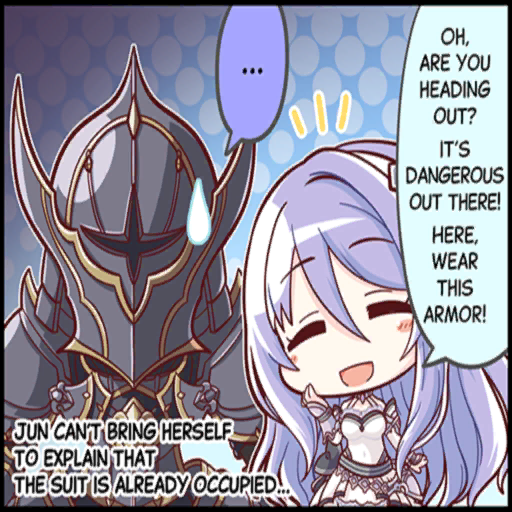 ...
OH,
ARE YOU
HEADING
OUT?
IT'S
DANGEROUS
OUT THERE!
HERE,
WEAR
THIS
ARMOR!
JUN CAN'T BRING HERSELF
TO EXPLAIN THAT
THE SUIT IS ALREADY OCCUPIED...